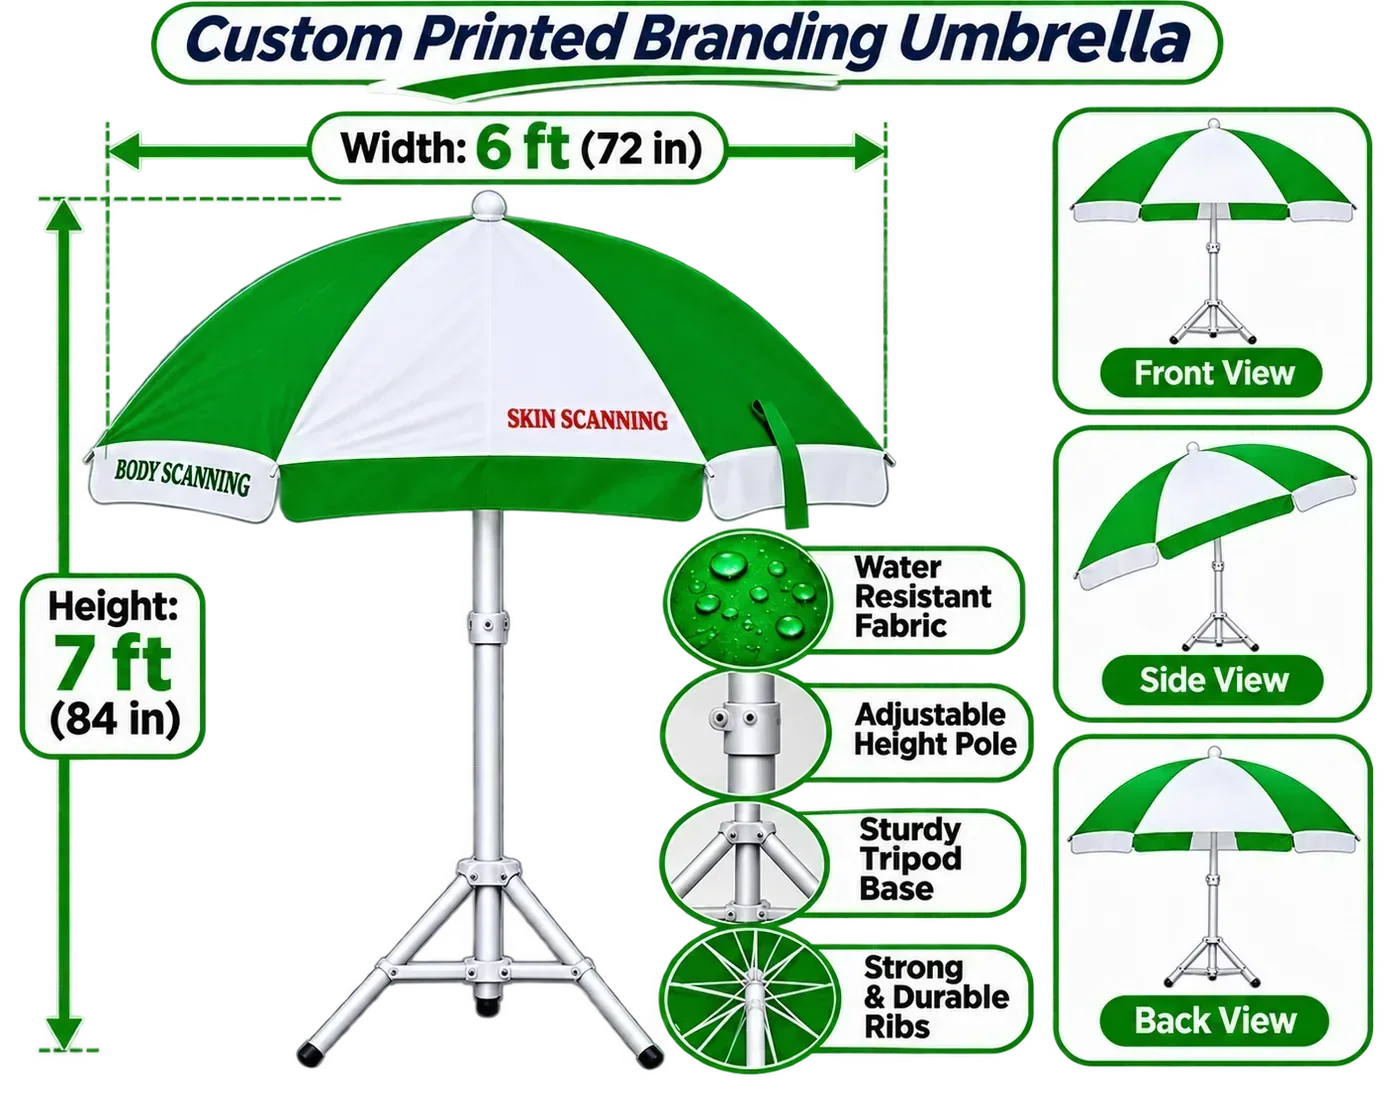 Custom Printed Branding Umbrella
Width: 6 ft (72 in)
SKIN SCANNING
BODY SCANNING
Height:
7 ft
(84 in)
Water
Resistant
Fabric
Adjustable
Height Pole
Sturdy
Tripod
Base
Strong
& Durable
Ribs
Front View
Side View
Back View